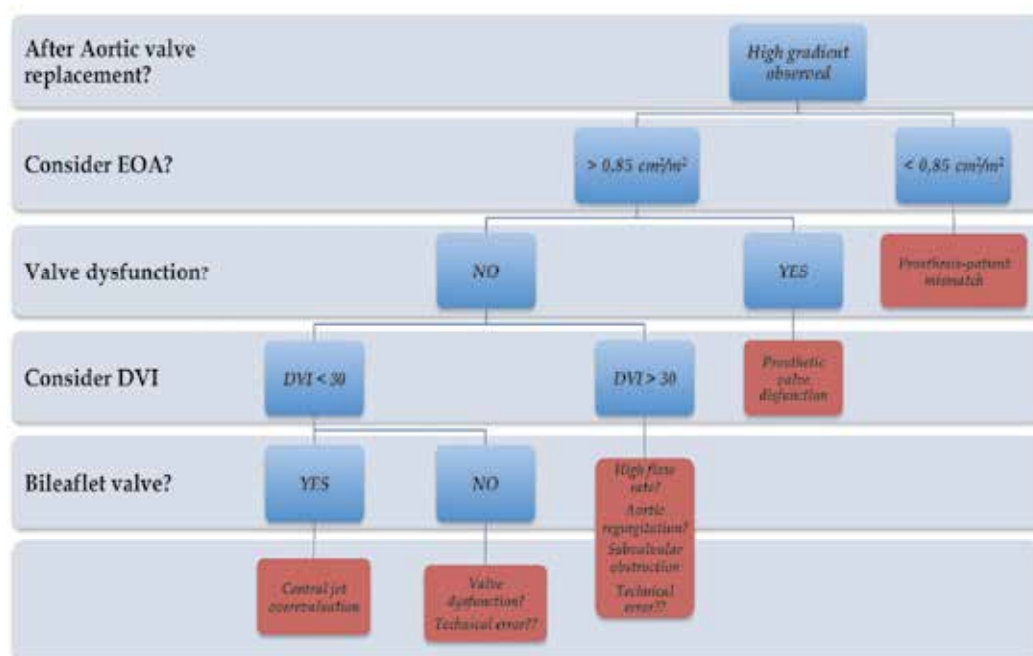 After Aortic valve
replacement?
High gradient
observed
Consider EOA?
> 0,85 cm²/m²
< 0,85 cm²/m²
Valve dysfunction?
NO
YES
Prosthesis-patient
mismatch
Consider DVI
DVI < 30
DVI > 30
Prosthetic
valve
disfunction
Bileaflet valve?
YES
NO
High flow
rate?
Aortic
regurgitation?
Subvalvular
obstruction
Technical
error??
Central jet
overevaluation
Valve
dysfunction?
Technical error??